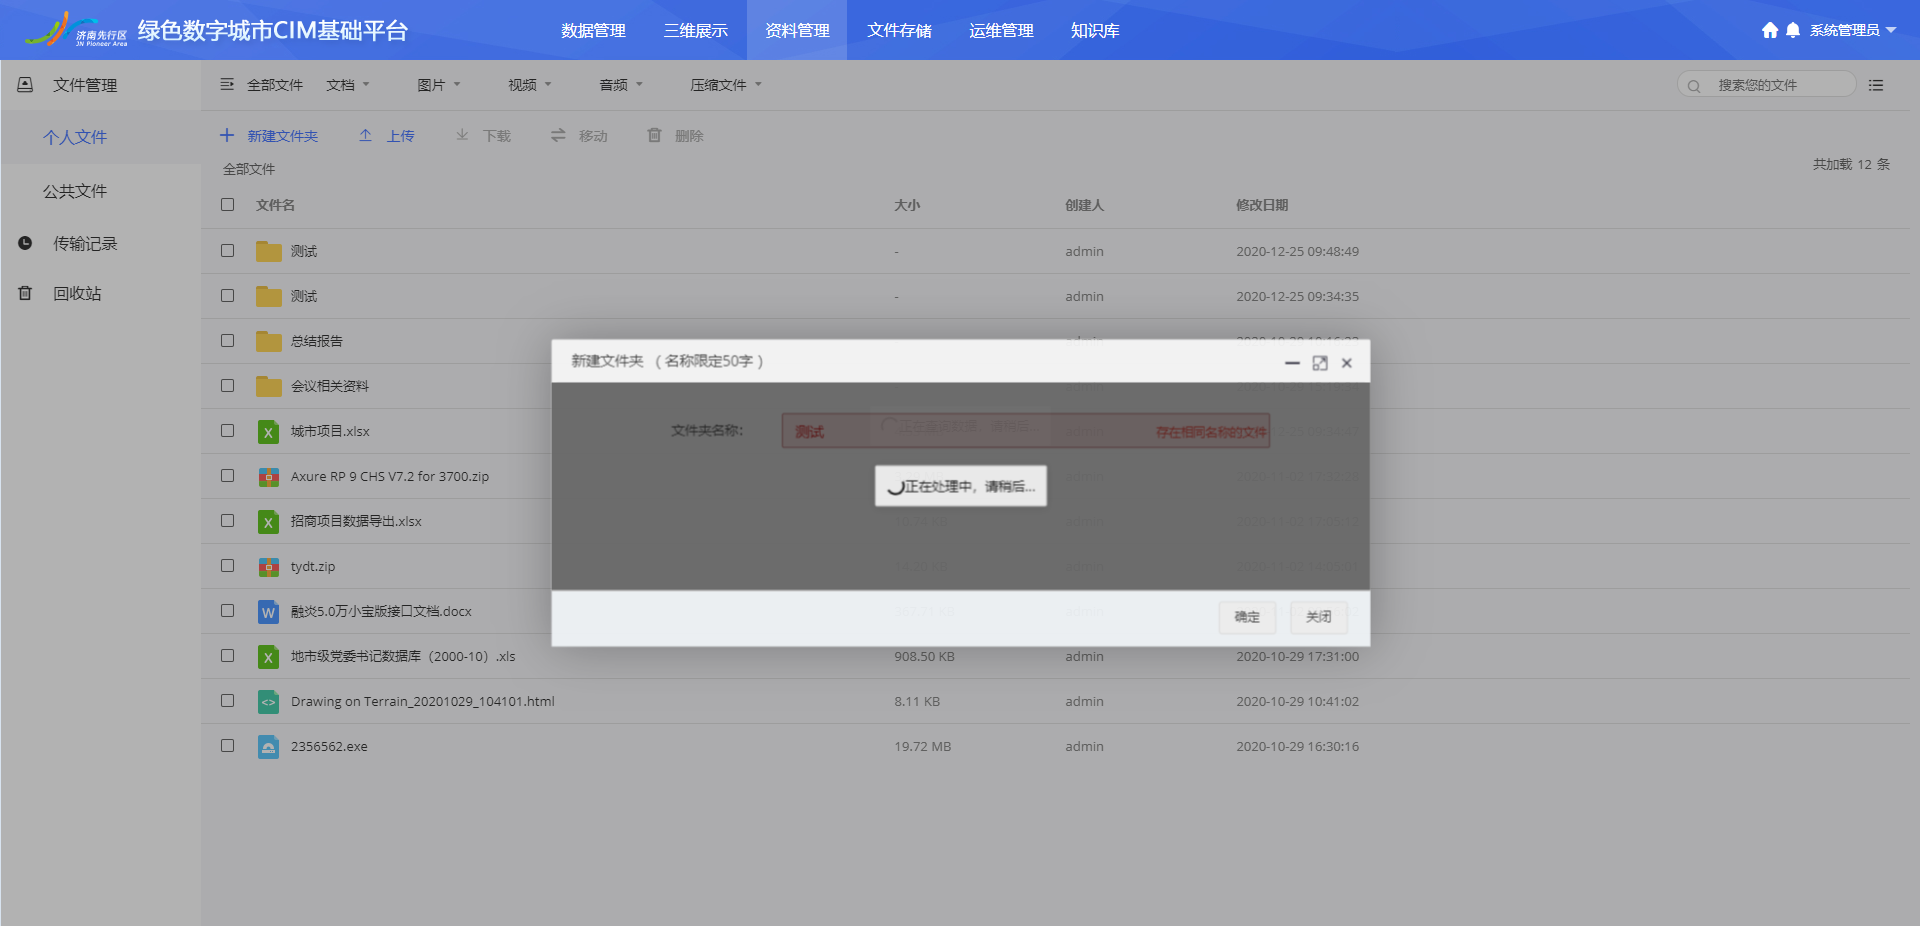 济南先行区
JN Pioneer Area
绿色数字城市CIM基础平台
数据管理 三维展示 资料管理 文件存储 运维管理 知识库
系统管理员
文件管理
个人文件
公共文件
传输记录
回收站
全部文件 文档 图片 视频 音频 压缩文件
搜索您的文件
新建文件夹 上传 下载 移动 删除
全部文件
共加载 12 条
文件名 大小 创建人 修改日期
测试 - admin 2020-12-25 09:48:49
测试 - admin 2020-12-25 09:34:35
总结报告
会议相关资料
城市项目.xlsx
Axure RP 9 CHS V7.2 for 3700.zip
招商项目数据导出.xlsx
tydt.zip
融炎5.0万小宝版接口文档.docx
地市级党委书记数据库（2000-10）.xls 908.50 KB admin 2020-10-29 17:31:00
Drawing on Terrain_20201029_104101.html 8.11 KB admin 2020-10-29 10:41:02
2356562.exe 19.72 MB admin 2020-10-29 16:30:16
新建文件夹 （名称限定50字）
文件夹名称： 测试 存在相同名称的文件
正在处理中，请稍后...
确定 关闭